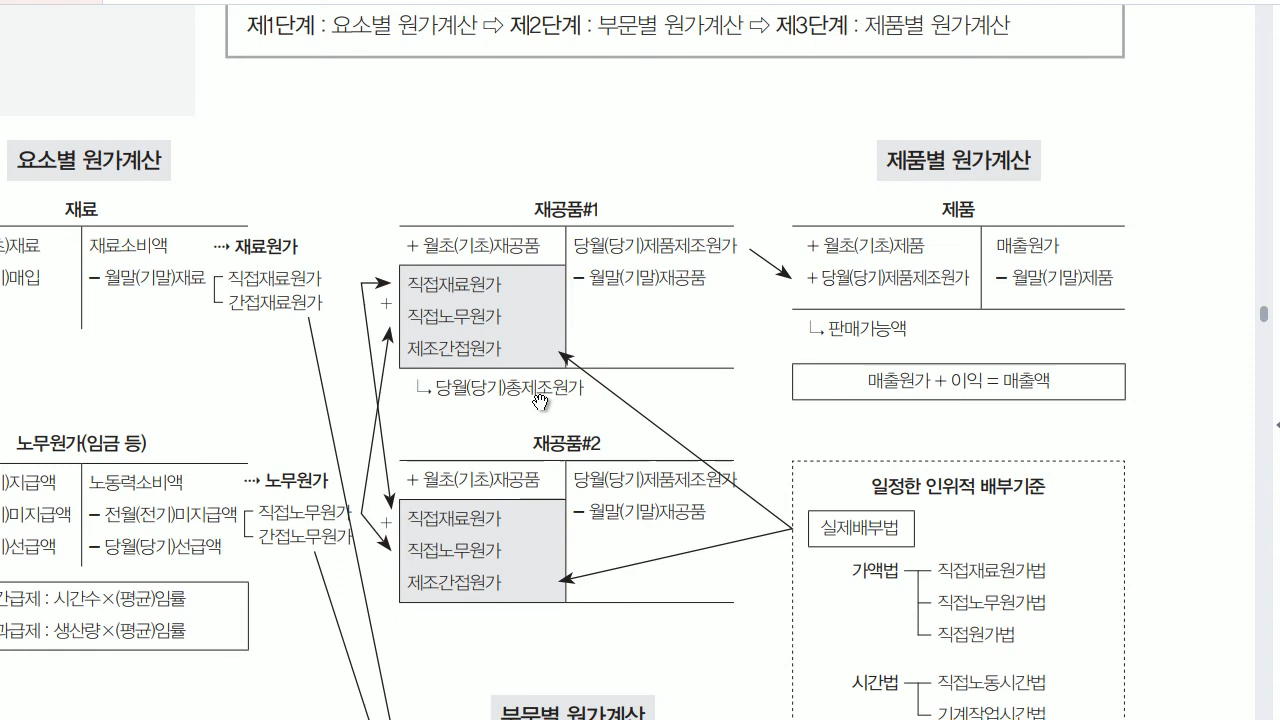 제1단계 : 요소별 원가계산 ⇨ 제2단계 : 부문별 원가계산 ⇨ 제3단계 : 제품별 원가계산
요소별 원가계산
재료
)재료
)매입
재료소비액
− 월말(기말)재료
재료원가
직접재료원가
간접재료원가
노무원가(임금 등)
)지급액
)미지급액
)선급액
노동력소비액
− 전월(전기)미지급액
− 당월(당기)선급액
노무원가
직접노무원가
간접노무원가
급제 : 시간수×(평균)임률
급제 : 생산량×(평균)임률
재공품#1
+ 월초(기초)재공품
+
직접재료원가
직접노무원가
제조간접원가
당월(당기)총제조원가
당월(당기)제품제조원가
− 월말(기말)재공품
재공품#2
+ 월초(기초)재공품
+
직접재료원가
직접노무원가
제조간접원가
당월(당기)제품제조원가
− 월말(기말)재공품
부문별 원가계산
제품별 원가계산
제품
+ 월초(기초)제품
+ 당월(당기)제품제조원가
판매가능액
매출원가
− 월말(기말)제품
매출원가 + 이익 = 매출액
일정한 인위적 배부기준
실제배부법
가액법
직접재료원가법
직접노무원가법
직접원가법
시간법
직접노동시간법
기계작업시간법